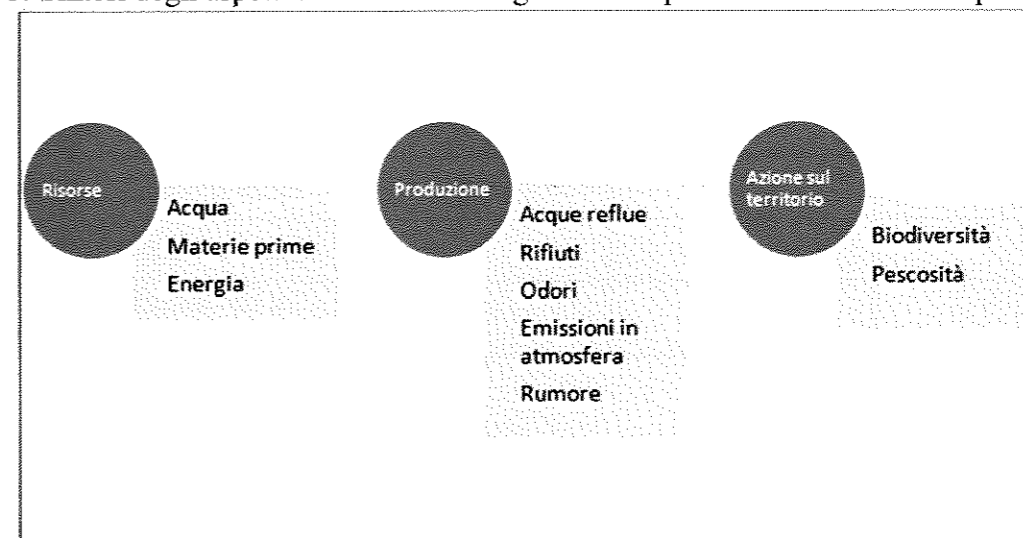 Risorse
Acqua
Materie prime
Energia
Produzione
Acque reflue
Rifiuti
Odori
Emissioni in
atmosfera
Rumore
Azione sul
territorio
Biodiversità
Pescosità